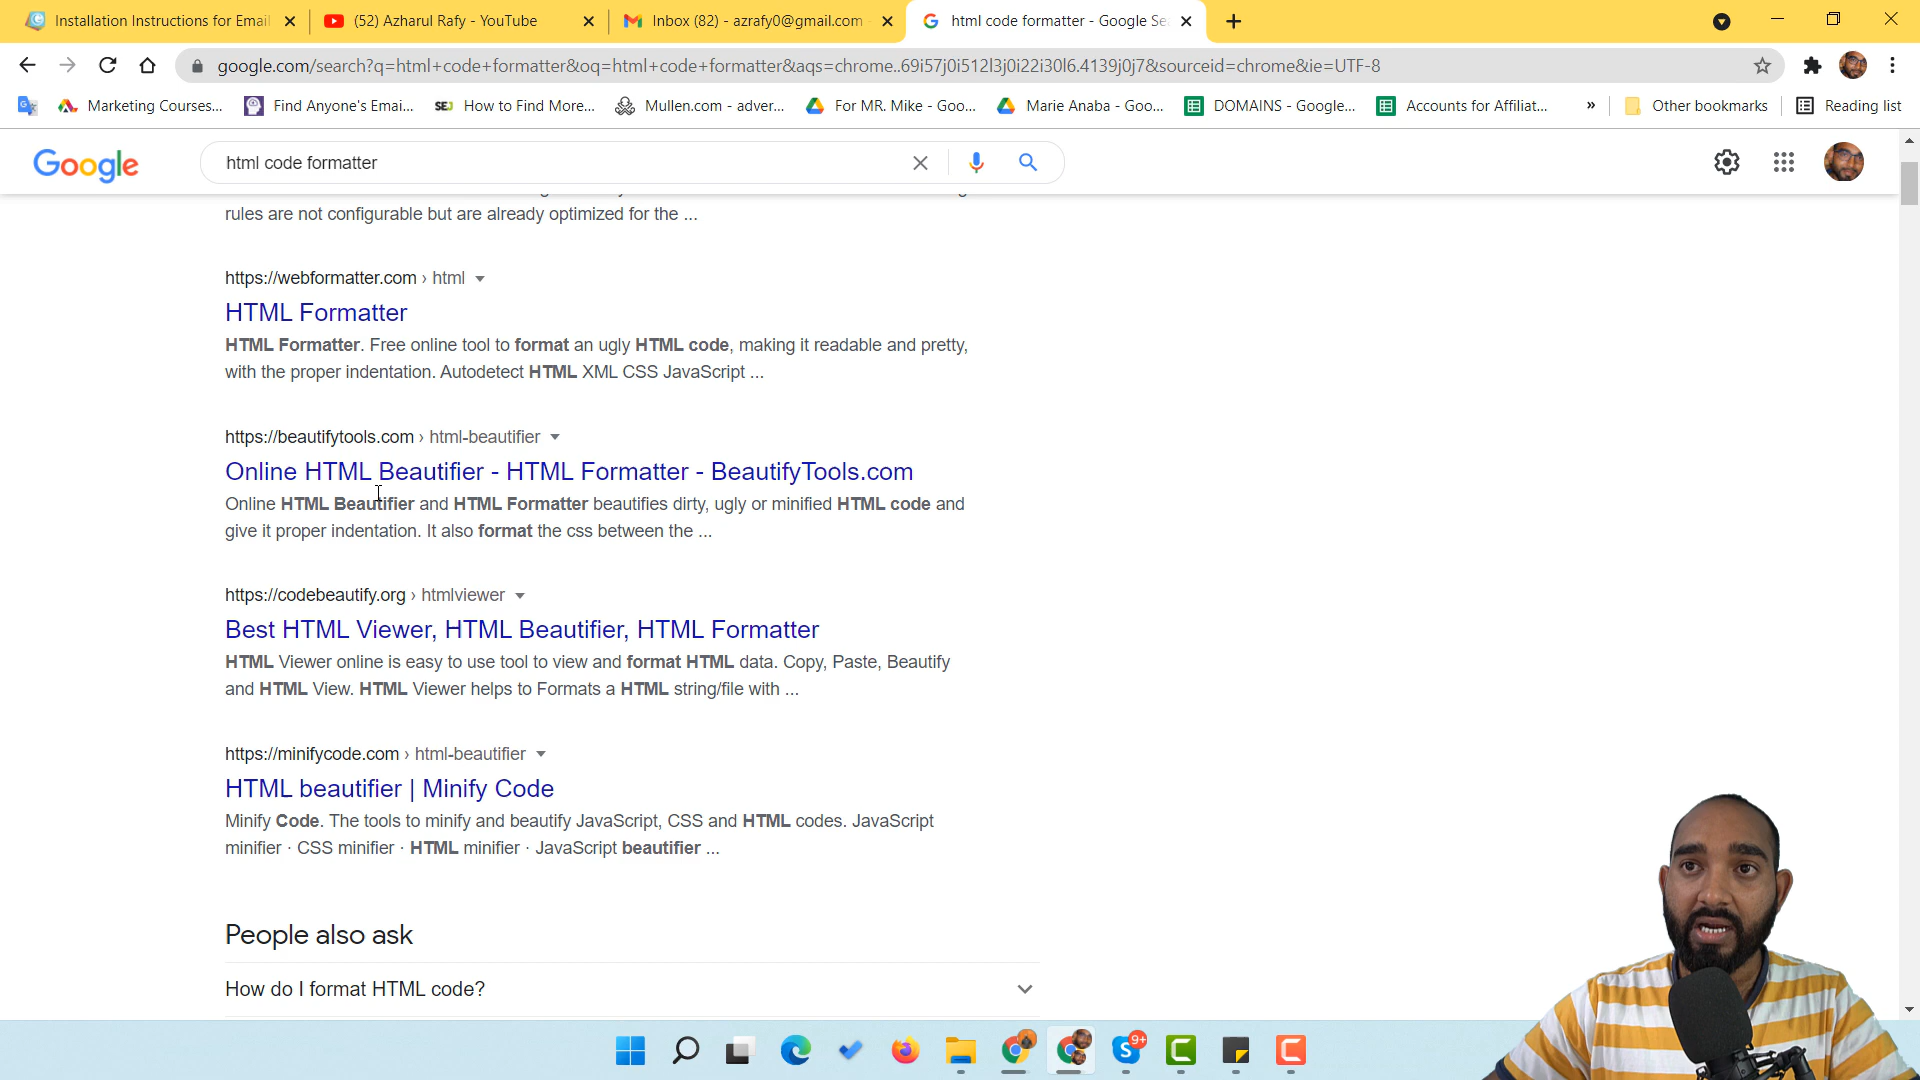 Installation Instructions for Email
(52) Azharul Rafy - YouTube
Inbox (82) - azrafy0@gmail.com -
html code formatter - Google Se
google.com/search?q=html+code+formatter&oq=html+code+formatter&aqs=chrome..69i57j0i512l3j0i22i30l6.4139j0j7&sourceid=chrome&ie=UTF-8
Marketing Courses...
Find Anyone's Emai...
SEJ How to Find More...
Mullen.com - adver...
For MR. Mike - Goo...
Marie Anaba - Goo...
DOMAINS - Google...
Accounts for Affiliat...
»
Other bookmarks
Reading list
Google
html code formatter
rules are not configurable but are already optimized for the ...
https://webformatter.com › html
HTML Formatter
HTML Formatter. Free online tool to format an ugly HTML code, making it readable and pretty,
with the proper indentation. Autodetect HTML XML CSS JavaScript ...
https://beautifytools.com › html-beautifier
Online HTML Beautifier - HTML Formatter - BeautifyTools.com
Online HTML Beautifier and HTML Formatter beautifies dirty, ugly or minified HTML code and
give it proper indentation. It also format the css between the ...
https://codebeautify.org › htmlviewer
Best HTML Viewer, HTML Beautifier, HTML Formatter
HTML Viewer online is easy to use tool to view and format HTML data. Copy, Paste, Beautify
and HTML View. HTML Viewer helps to Formats a HTML string/file with ...
https://minifycode.com › html-beautifier
HTML beautifier | Minify Code
Minify Code. The tools to minify and beautify JavaScript, CSS and HTML codes. JavaScript
minifier · CSS minifier · HTML minifier · JavaScript beautifier ...
People also ask
How do I format HTML code?
9+